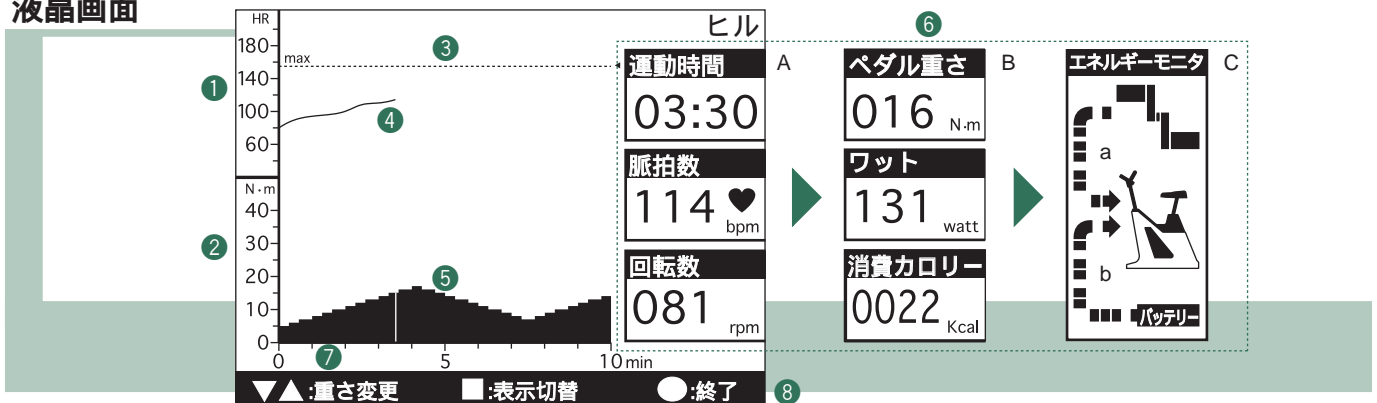 液晶画面
HR
ヒル
6
180
max
3
運動時間
A
ペダル重さ
B
エネルギーモニタ
C
1
140
03:30
016 N·m
100
4
60
a
脈拍数
ワット
N·m
114 bpm
131 watt
40
2
30
回転数
消費カロリー
b
20
5
081 rpm
0022 Kcal
10
バッテリー
0
0
7
5
10 min
▼▲:重さ変更
■:表示切替
●:終了
8